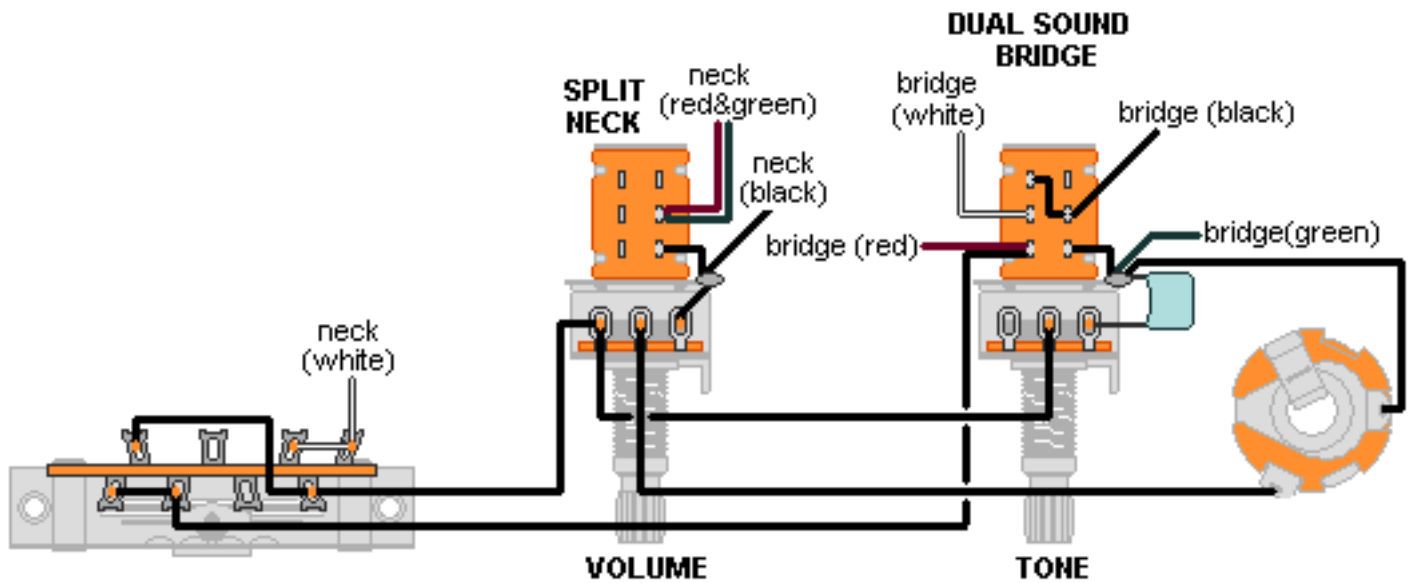 DUAL SOUND
BRIDGE
SPLIT
NECK
neck
(red&green)
bridge
(white)
bridge (black)
neck
(black)
bridge (red)
bridge(green)
neck
(white)
VOLUME
TONE